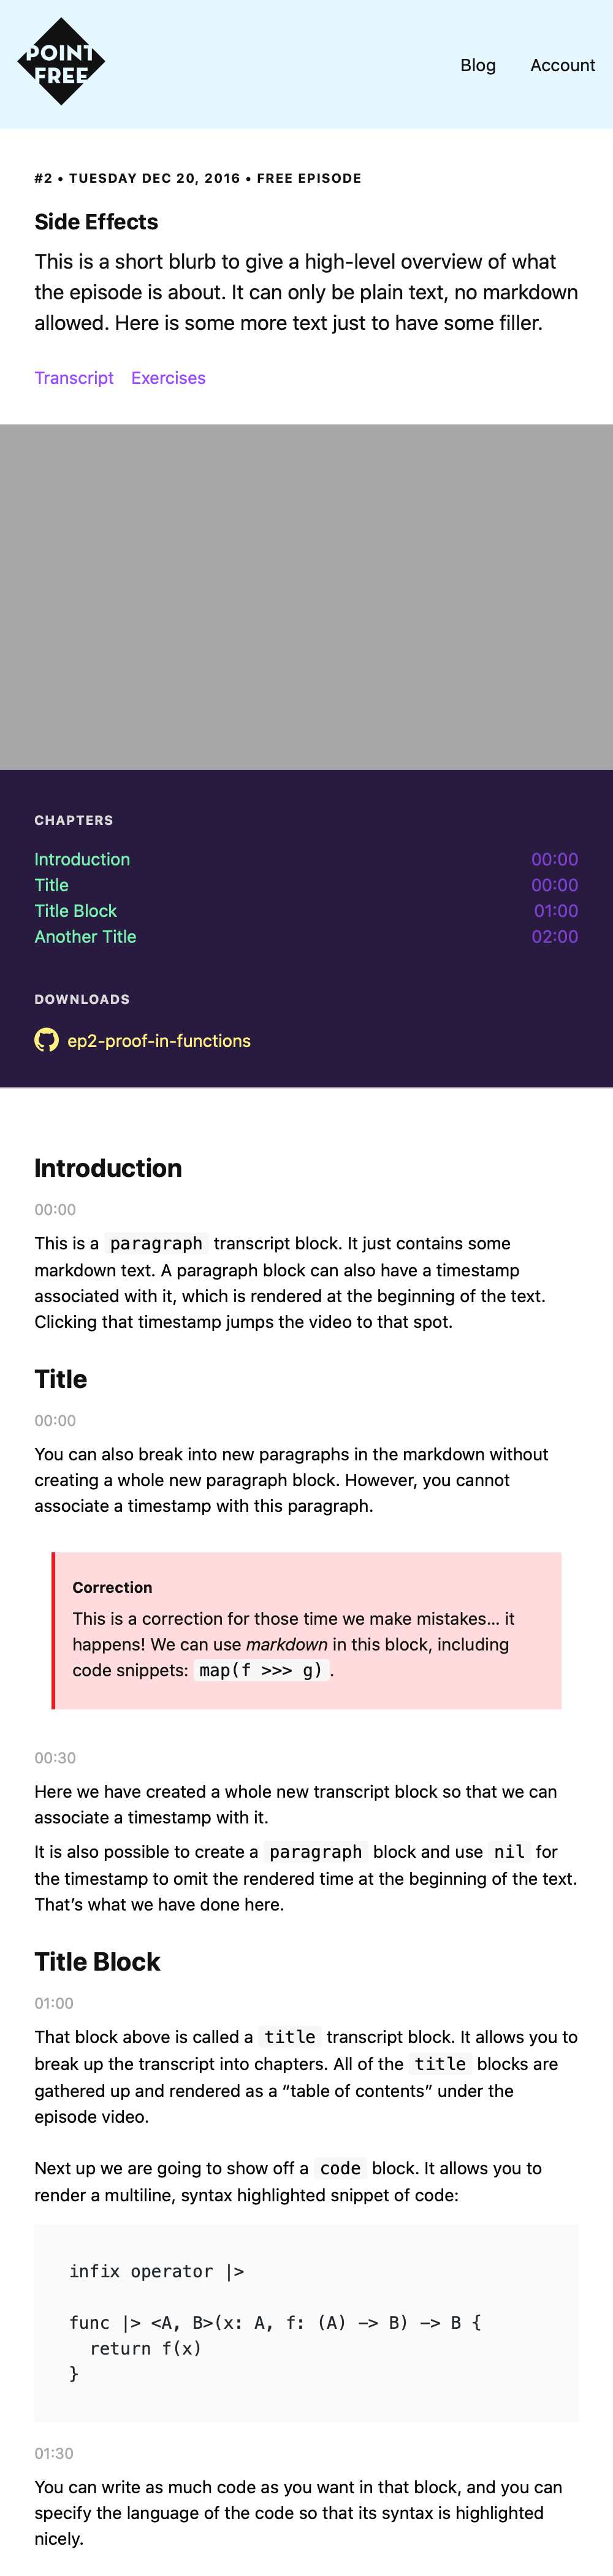 POINT
FREE
Blog Account
#2 • TUESDAY DEC 20, 2016 • FREE EPISODE
Side Effects
This is a short blurb to give a high-level overview of what
the episode is about. It can only be plain text, no markdown
allowed. Here is some more text just to have some filler.
Transcript Exercises
CHAPTERS
Introduction 00:00
Title 00:00
Title Block 01:00
Another Title 02:00
DOWNLOADS
ep2-proof-in-functions
Introduction
00:00
This is a paragraph transcript block. It just contains some
markdown text. A paragraph block can also have a timestamp
associated with it, which is rendered at the beginning of the text.
Clicking that timestamp jumps the video to that spot.
Title
00:00
You can also break into new paragraphs in the markdown without
creating a whole new paragraph block. However, you cannot
associate a timestamp with this paragraph.
Correction
This is a correction for those time we make mistakes… it
happens! We can use markdown in this block, including
code snippets: map(f >>> g).
00:30
Here we have created a whole new transcript block so that we can
associate a timestamp with it.
It is also possible to create a paragraph block and use nil for
the timestamp to omit the rendered time at the beginning of the text.
That’s what we have done here.
Title Block
01:00
That block above is called a title transcript block. It allows you to
break up the transcript into chapters. All of the title blocks are
gathered up and rendered as a “table of contents” under the
episode video.
Next up we are going to show off a code block. It allows you to
render a multiline, syntax highlighted snippet of code:
infix operator |>
func |> <A, B>(x: A, f: (A) -> B) -> B {
  return f(x)
}
01:30
You can write as much code as you want in that block, and you can
specify the language of the code so that its syntax is highlighted
nicely.